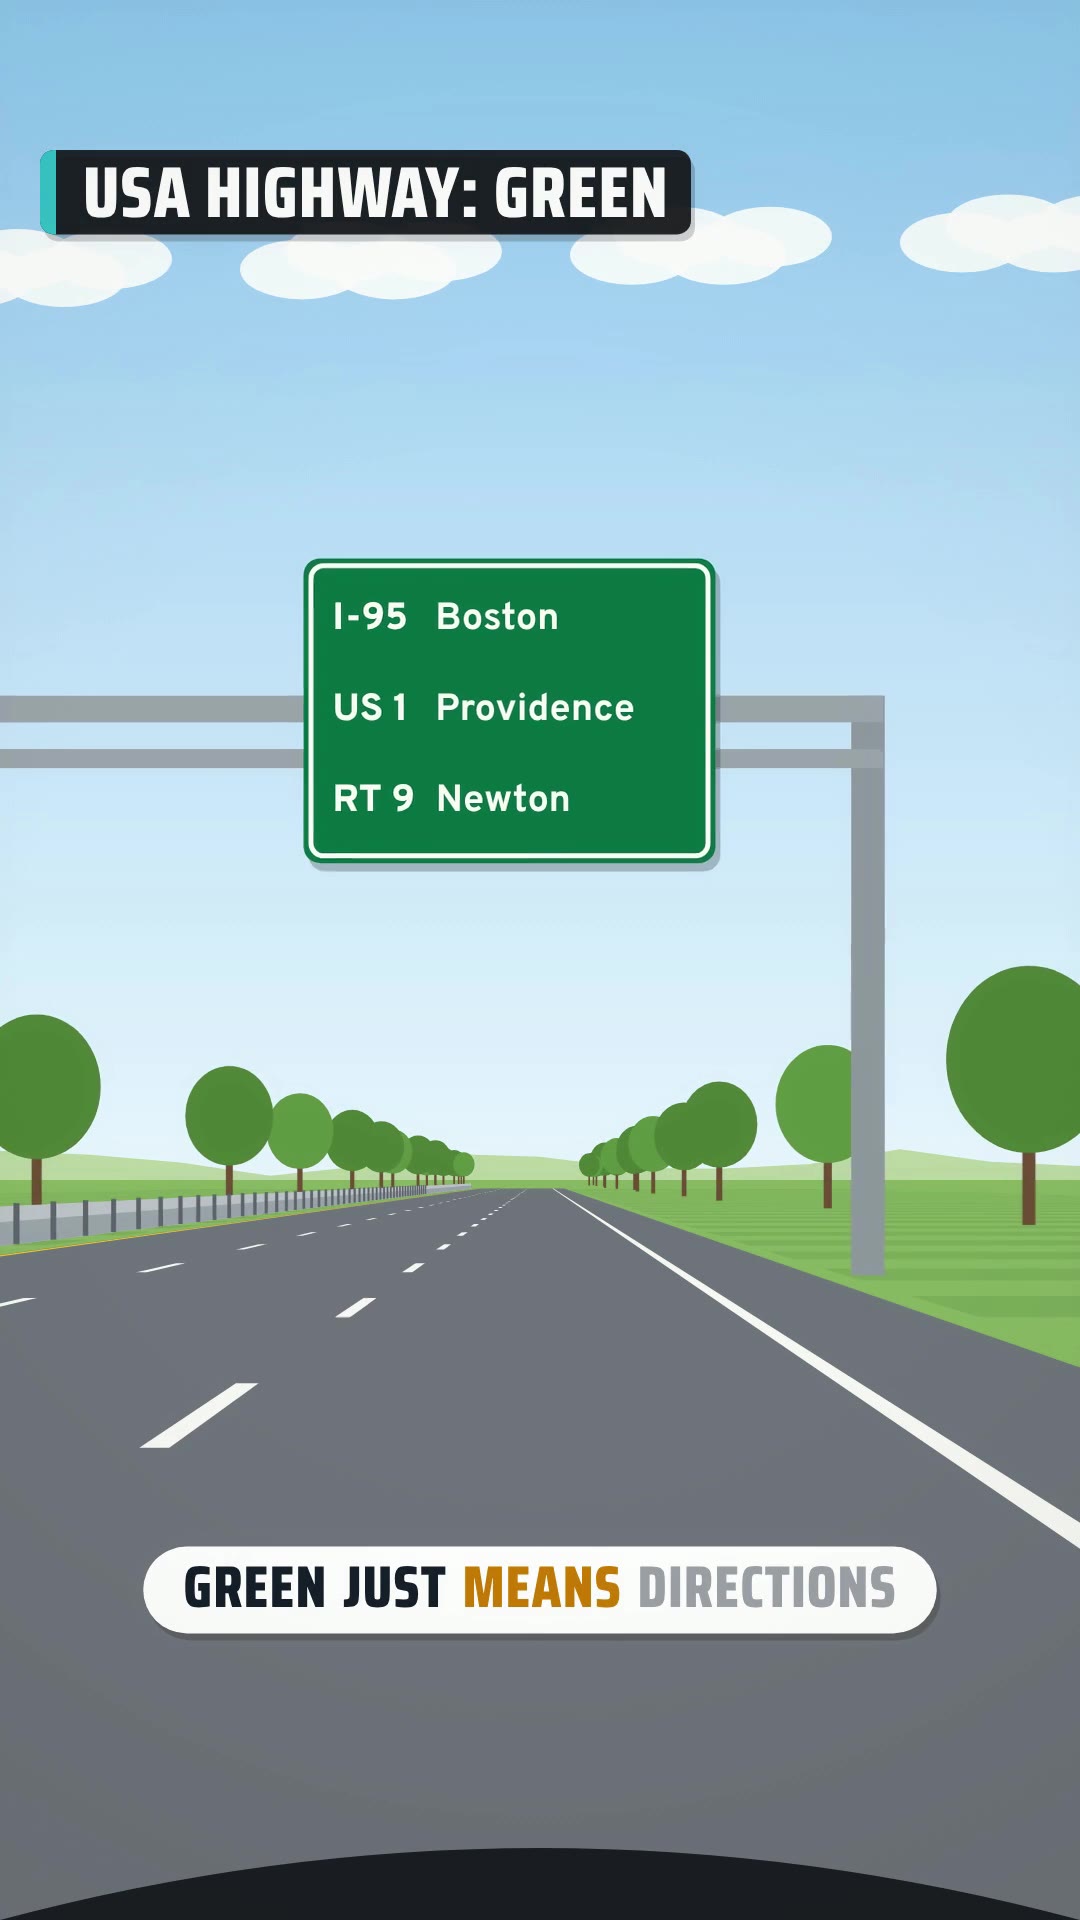 USA HIGHWAY: GREEN
I-95 Boston
US 1 Providence
RT 9 Newton
GREEN JUST MEANS DIRECTIONS